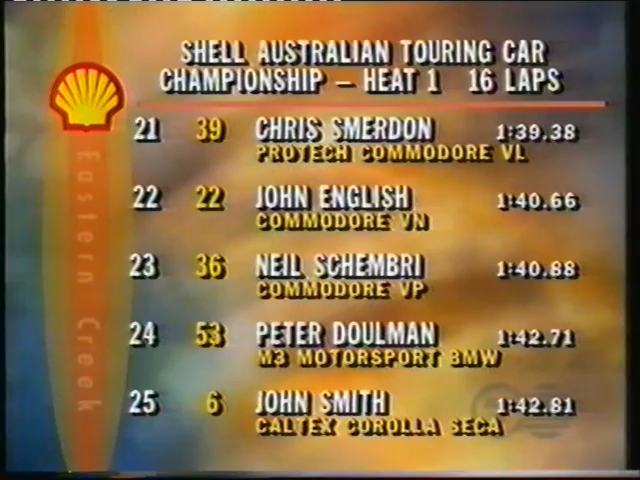 SHELL AUSTRALIAN TOURING CAR
CHAMPIONSHIP – HEAT 1 16 LAPS
21 39 CHRIS SMERDON 1:39.38
PROTECH COMMODORE VL
22 22 JOHN ENGLISH 1:40.66
COMMODORE VN
23 36 NEIL SCHEMBRI 1:40.88
COMMODORE VP
24 53 PETER DOULMAN 1:42.71
M3 MOTORSPORT BMW
25 6 JOHN SMITH 1:42.81
CALTEX COROLLA SECA
Eastern Creek